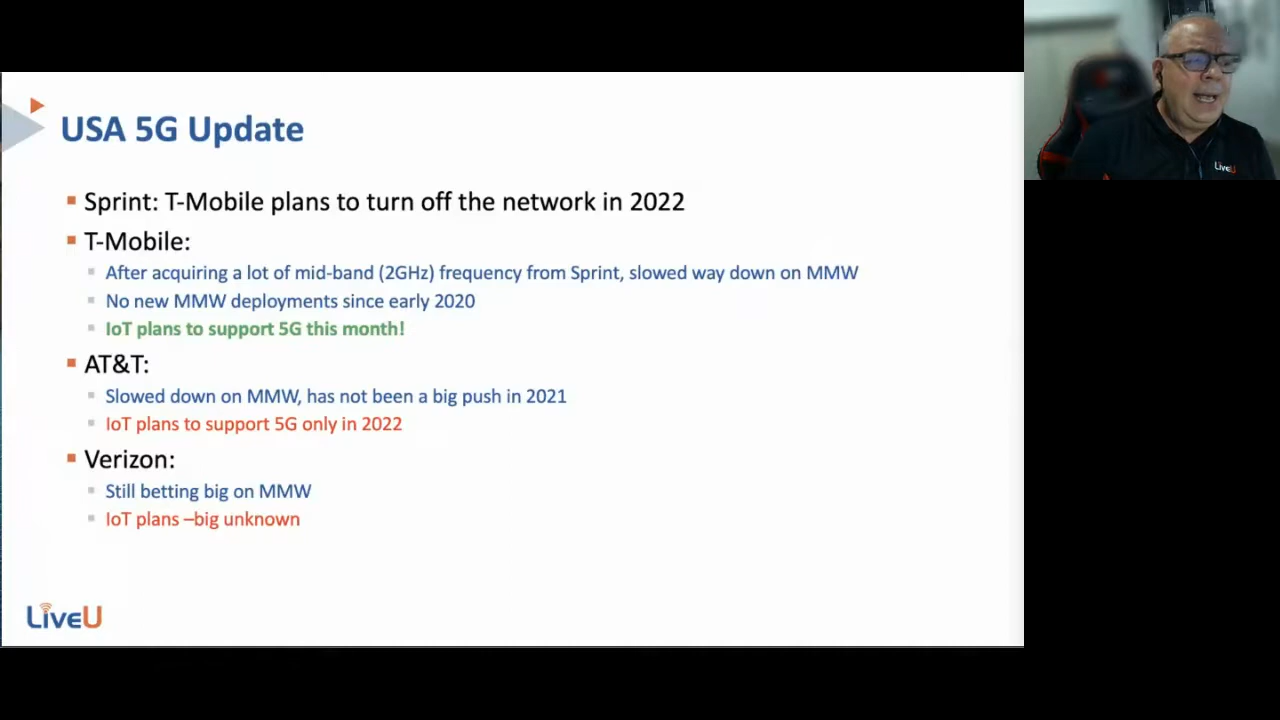 USA 5G Update
Sprint: T-Mobile plans to turn off the network in 2022
T-Mobile:
After acquiring a lot of mid-band (2GHz) frequency from Sprint, slowed way down on MMW
No new MMW deployments since early 2020
IoT plans to support 5G this month!
AT&T:
Slowed down on MMW, has not been a big push in 2021
IoT plans to support 5G only in 2022
Verizon:
Still betting big on MMW
IoT plans –big unknown
LiveU
LiveU